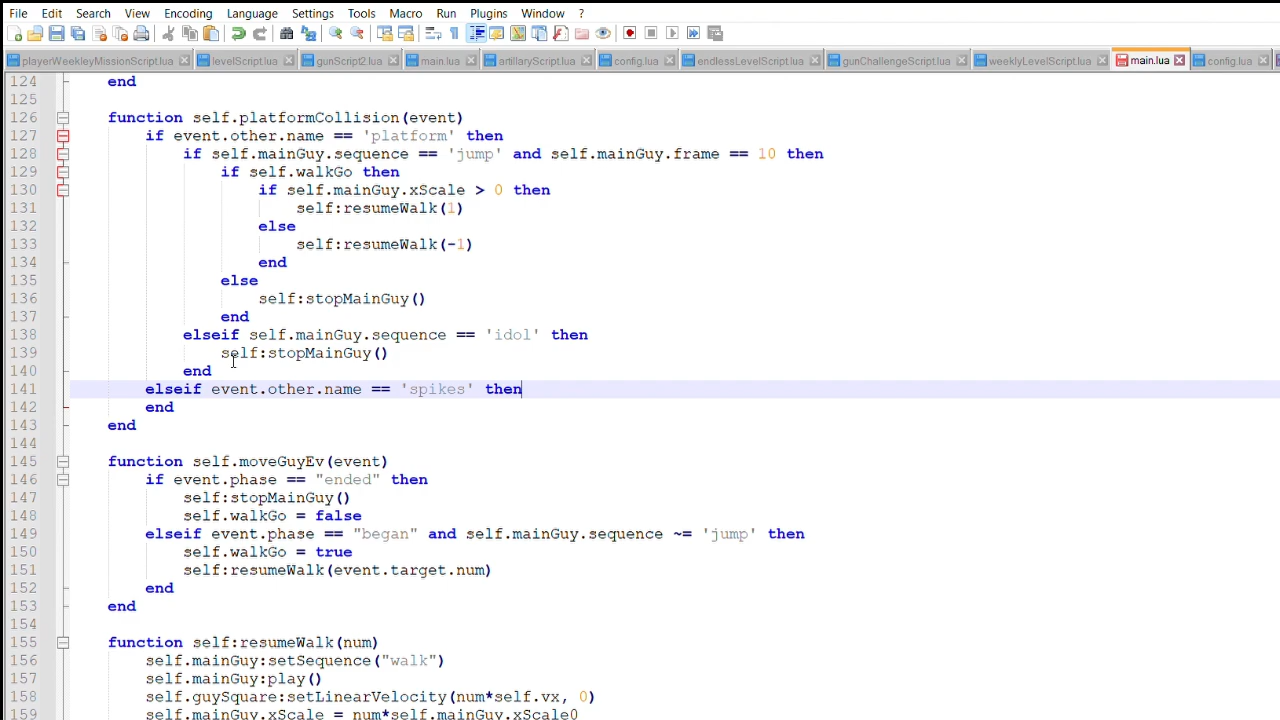 File Edit Search View Encoding Language Settings Tools Macro Run Plugins Window ?
playerWeekleyMissionScript.lua levelScript.lua gunScript2.lua main.lua artillaryScript.lua config.lua endlessLevelScript.lua gunChallengeScript.lua weeklyLevelScript.lua main.lua config.lua
124 end
125
126 function self.platformCollision(event)
127 if event.other.name == 'platform' then
128 if self.mainGuy.sequence == 'jump' and self.mainGuy.frame == 10 then
129 if self.walkGo then
130 if self.mainGuy.xScale > 0 then
131 self:resumeWalk(1)
132 else
133 self:resumeWalk(-1)
134 end
135 else
136 self:stopMainGuy()
137 end
138 elseif self.mainGuy.sequence == 'idol' then
139 self:stopMainGuy()
140 end
141 elseif event.other.name == 'spikes' then
142 end
143 end
144
145 function self.moveGuyEv(event)
146 if event.phase == "ended" then
147 self:stopMainGuy()
148 self.walkGo = false
149 elseif event.phase == "began" and self.mainGuy.sequence ~= 'jump' then
150 self.walkGo = true
151 self:resumeWalk(event.target.num)
152 end
153 end
154
155 function self:resumeWalk(num)
156 self.mainGuy:setSequence("walk")
157 self.mainGuy:play()
158 self.guySquare:setLinearVelocity(num*self.vx, 0)
159 self.mainGuy.xScale = num*self.mainGuy.xScale0